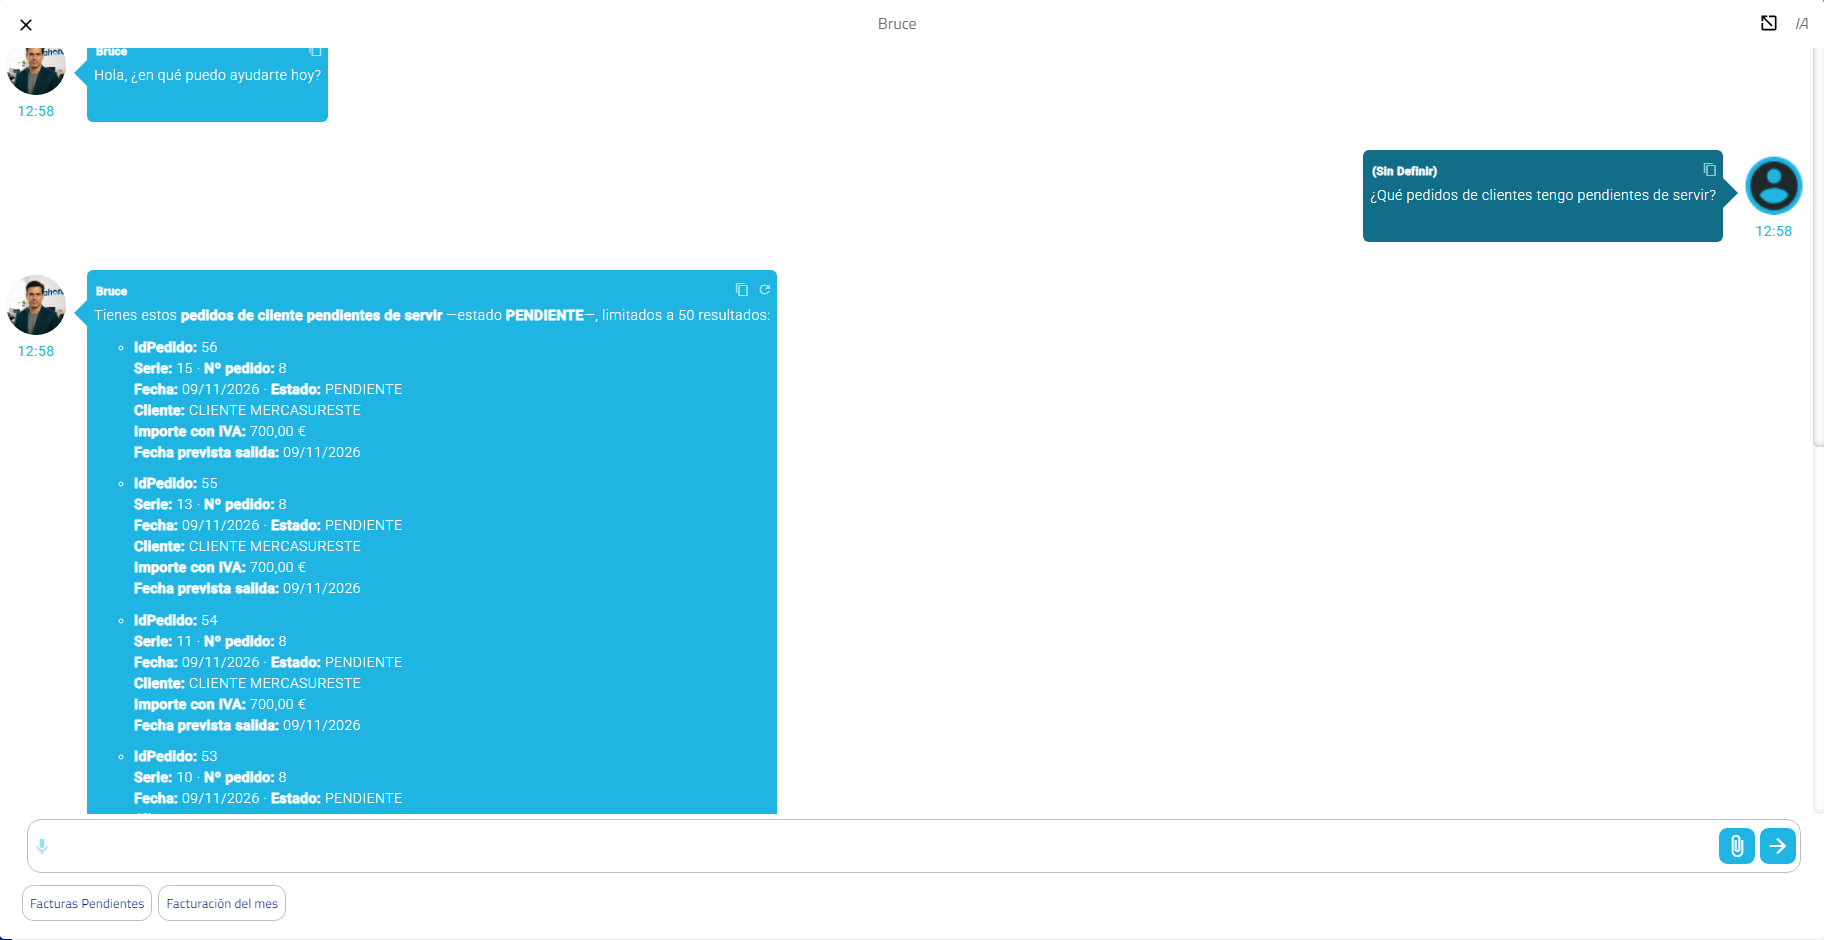 Bruce
IA
Bruce
Hola, ¿en qué puedo ayudarte hoy?
12:58
(Sin Definir)
¿Qué pedidos de clientes tengo pendientes de servir?
12:58
Bruce
Tienes estos pedidos de cliente pendientes de servir —estado PENDIENTE—, limitados a 50 resultados:
12:58
IdPedido: 56
Serie: 15 · Nº pedido: 8
Fecha: 09/11/2026 · Estado: PENDIENTE
Cliente: CLIENTE MERCASURESTE
Importe con IVA: 700,00 €
Fecha prevista salida: 09/11/2026
IdPedido: 55
Serie: 13 · Nº pedido: 8
Fecha: 09/11/2026 · Estado: PENDIENTE
Cliente: CLIENTE MERCASURESTE
Importe con IVA: 700,00 €
Fecha prevista salida: 09/11/2026
IdPedido: 54
Serie: 11 · Nº pedido: 8
Fecha: 09/11/2026 · Estado: PENDIENTE
Cliente: CLIENTE MERCASURESTE
Importe con IVA: 700,00 €
Fecha prevista salida: 09/11/2026
IdPedido: 53
Serie: 10 · Nº pedido: 8
Fecha: 09/11/2026 · Estado: PENDIENTE
Facturas Pendientes
Facturación del mes